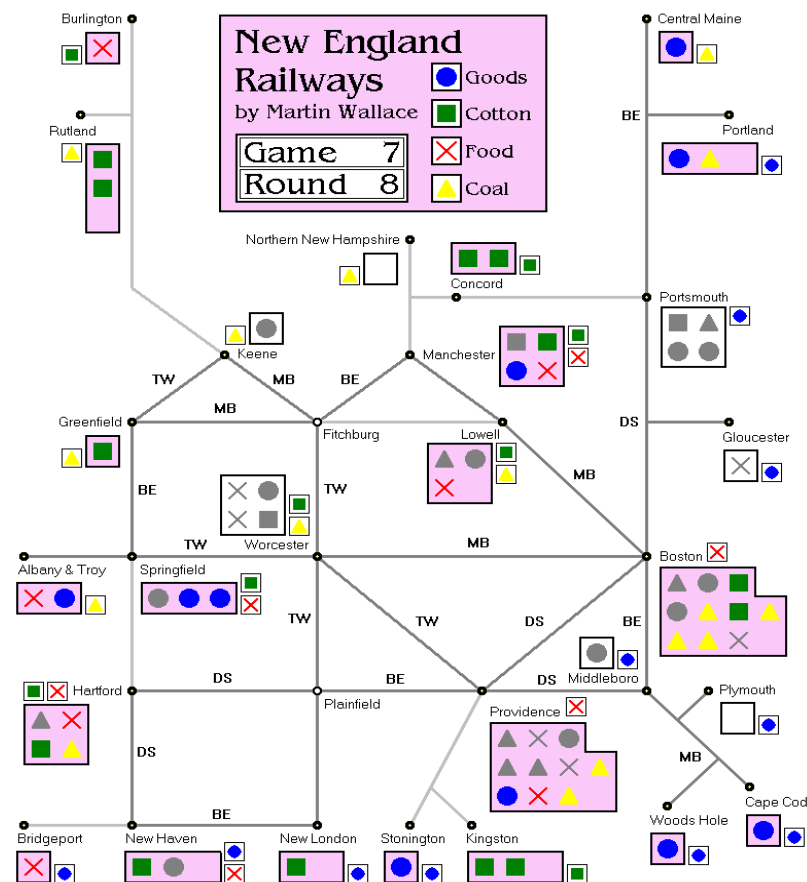 Burlington
New England
Railways
by Martin Wallace
Goods
Cotton
Food
Coal
Game 7
Round 8
Central Maine
BE
Rutland
Portland
Northern New Hampshire
Concord
Portsmouth
Keene
Manchester
TW
MB
BE
MB
Greenfield
Fitchburg
Lowell
DS
Gloucester
BE
TW
MB
TW
Worcester
MB
Albany & Troy
Springfield
Boston
TW
TW
DS
BE
Middleboro
Hartford
DS
BE
DS
Plainfield
Providence
Plymouth
DS
MB
BE
Woods Hole
Cape Cod
Bridgeport
New Haven
New London
Stonington
Kingston